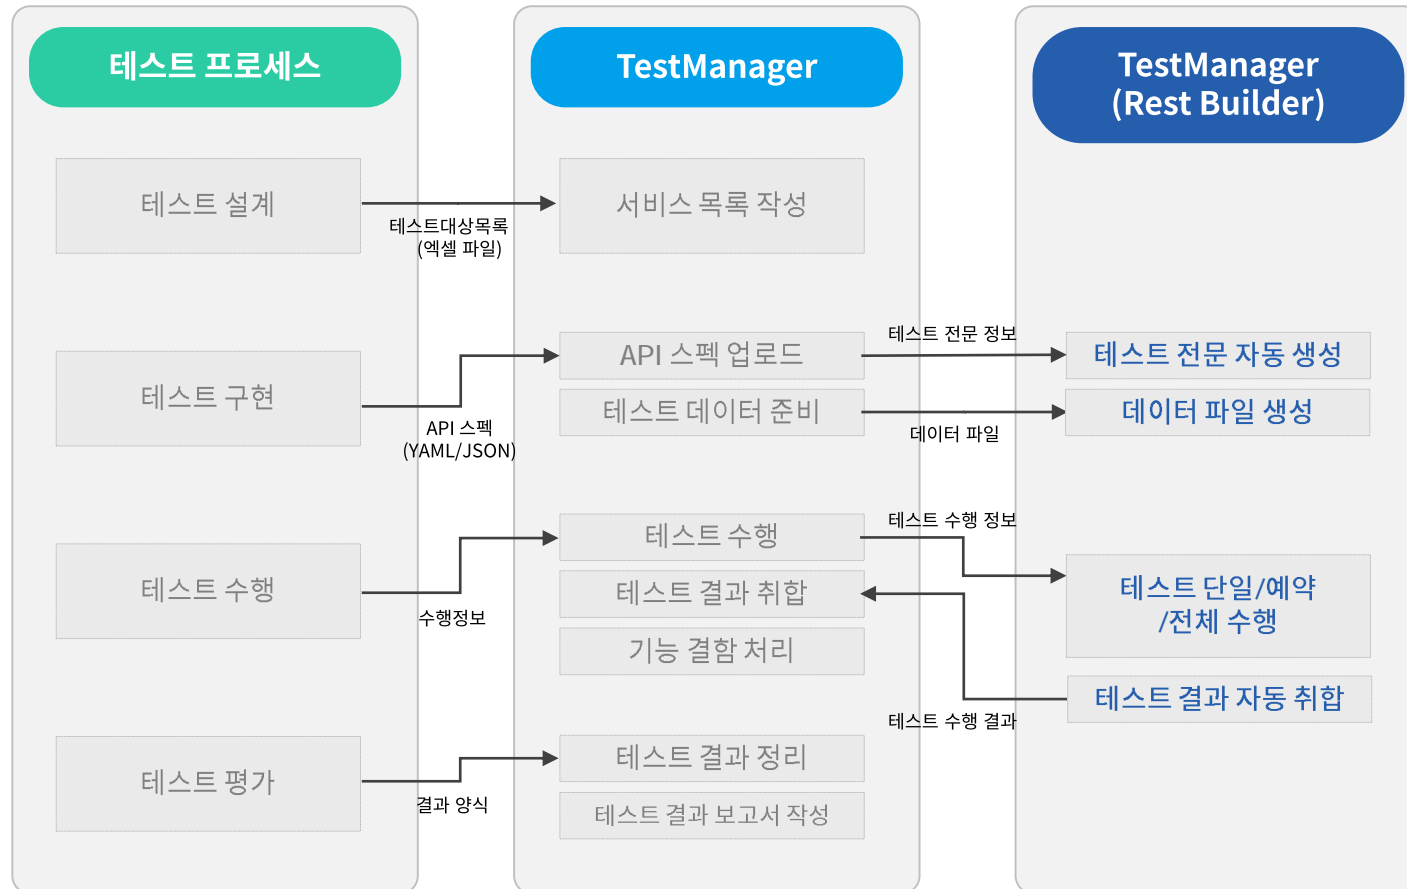 테스트 프로세스
TestManager
TestManager
(Rest Builder)
테스트 설계
테스트대상목록
(엑셀 파일)
서비스 목록 작성
테스트 구현
API 스펙
(YAML/JSON)
API 스펙 업로드
테스트 전문 정보
테스트 전문 자동 생성
테스트 데이터 준비
데이터 파일
데이터 파일 생성
테스트 수행
수행정보
테스트 수행
테스트 수행 정보
테스트 단일/예약
/전체 수행
테스트 결과 취합
기능 결함 처리
테스트 수행 결과
테스트 결과 자동 취합
테스트 평가
결과 양식
테스트 결과 정리
테스트 결과 보고서 작성